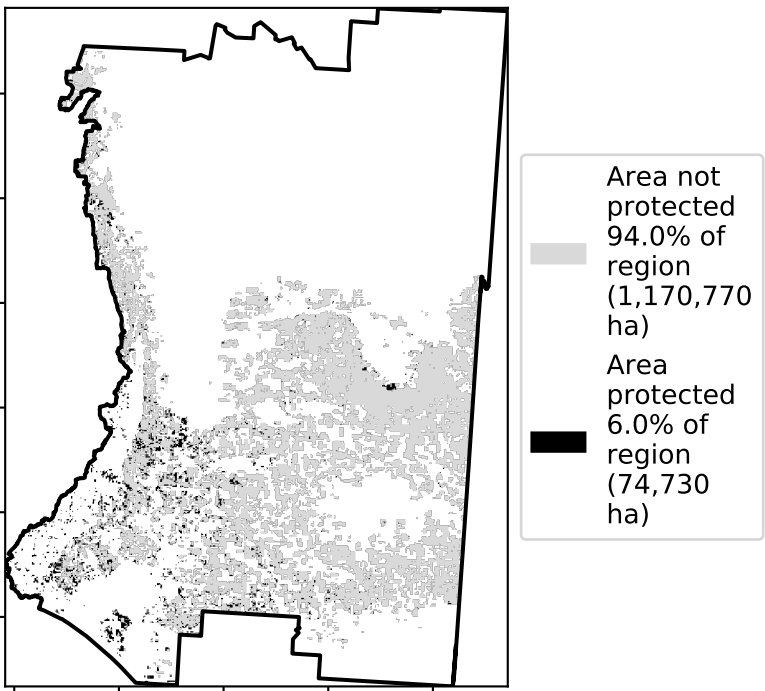 Area not
protected
94.0% of
region
(1,170,770
ha)
Area
protected
6.0% of
region
(74,730
ha)